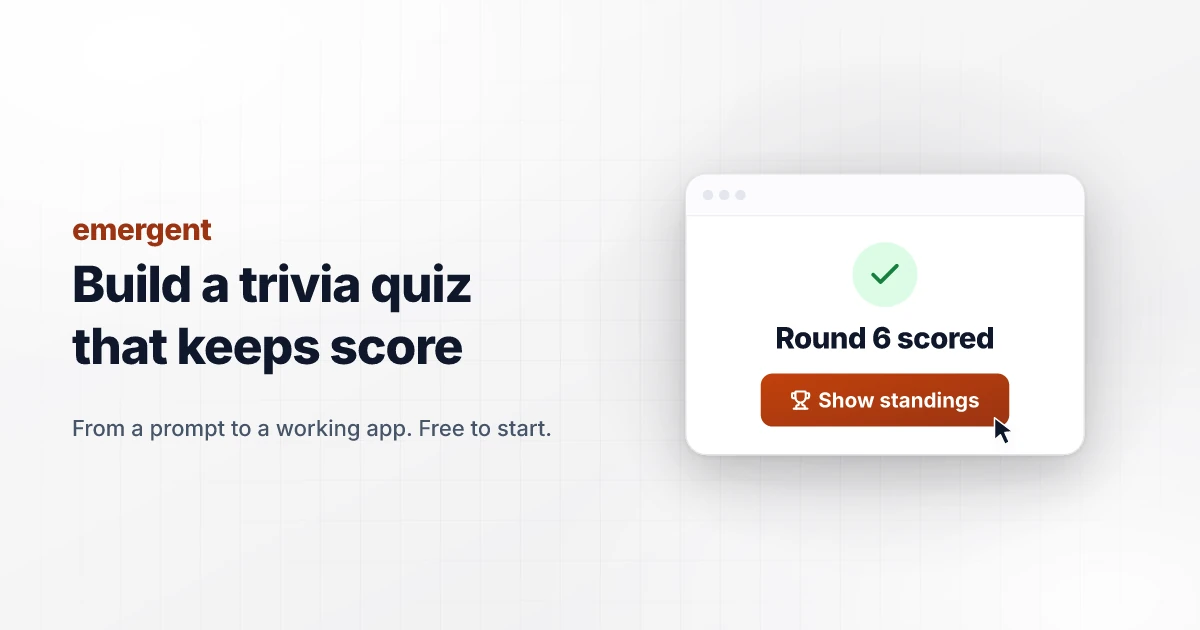 emergent
Build a trivia quiz
that keeps score
From a prompt to a working app. Free to start.
Round 6 scored
Show standings